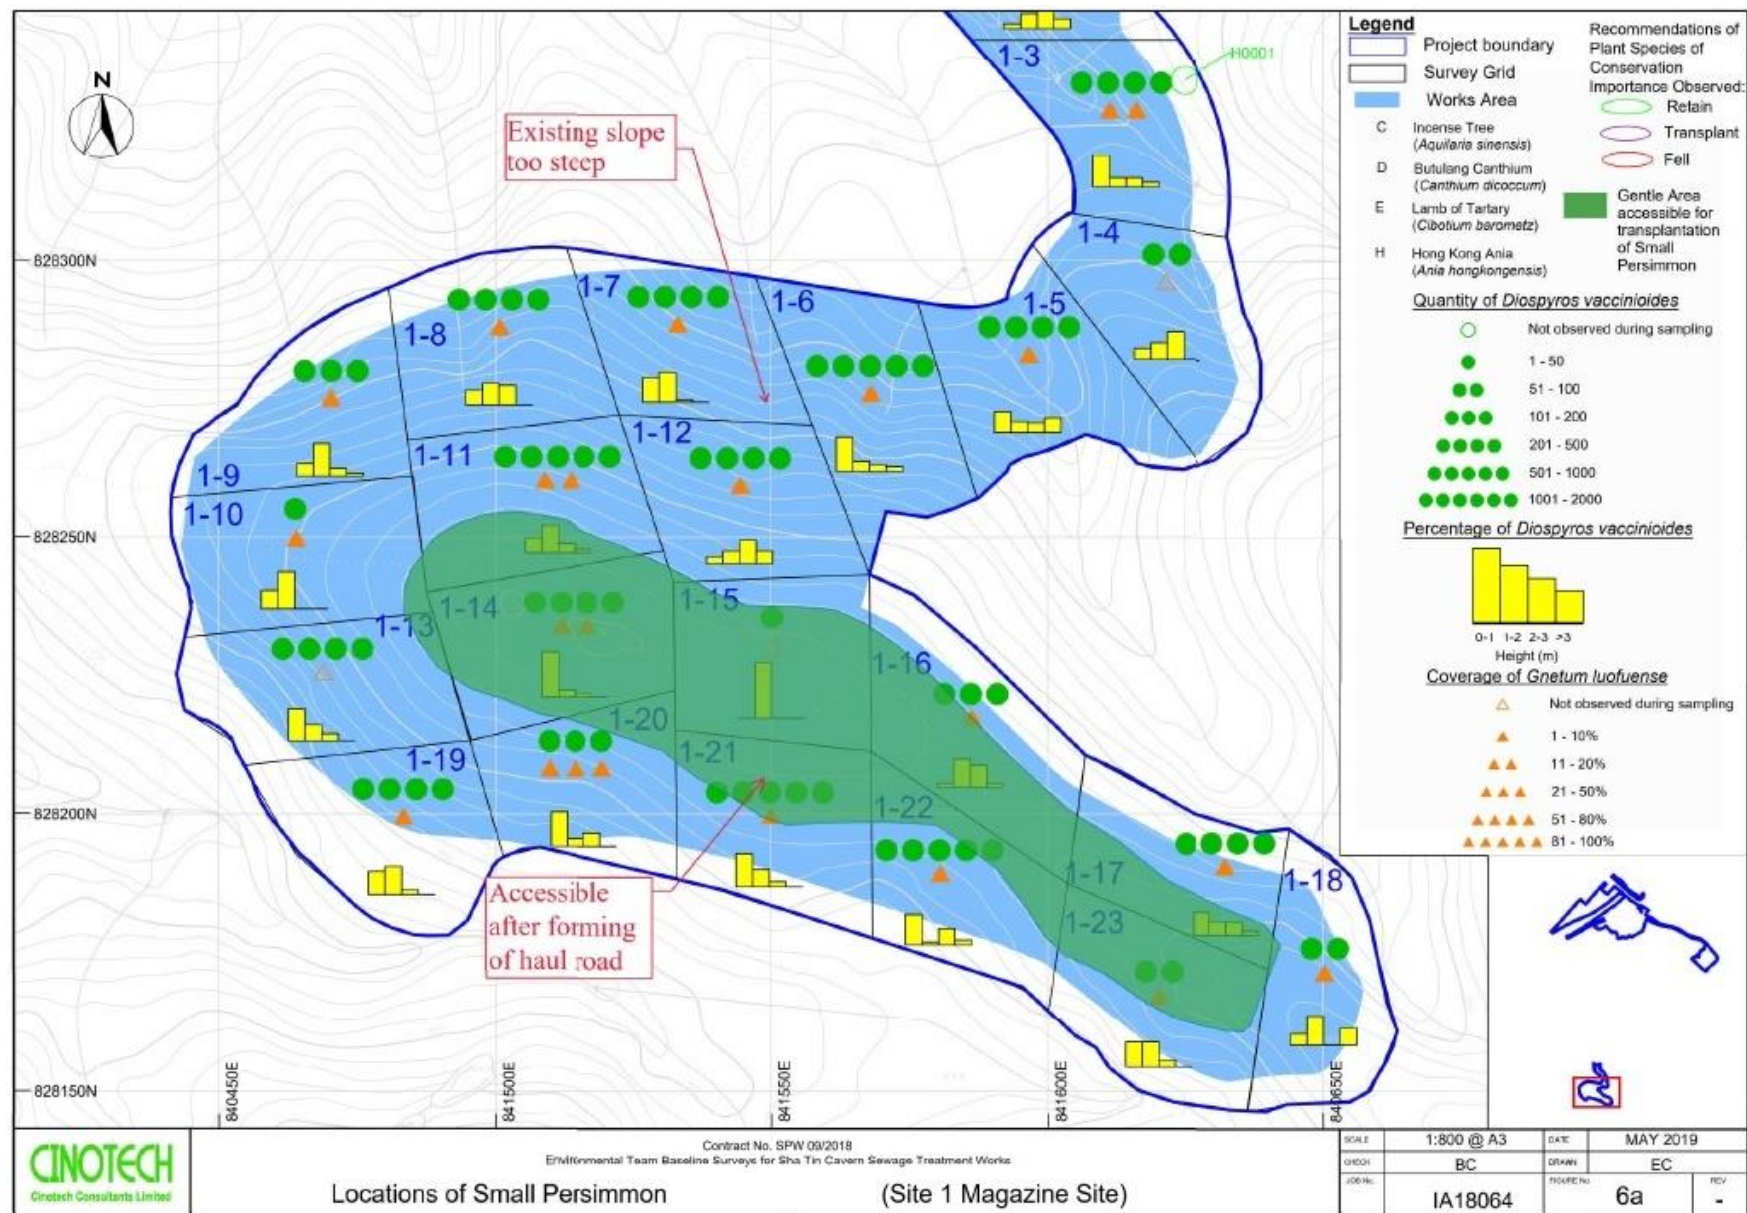 N
H0001
1-3
1-4
1-5
1-6
1-7
1-8
1-9
1-10
1-11
1-12
1-13
1-14
1-15
1-16
1-17
1-18
1-19
1-20
1-21
1-22
1-23
Existing slope
too steep
Accessible
after forming
of haul road
828300N
828250N
828200N
828150N
840450E
841500E
841550E
841600E
840650E
Legend
Project boundary
Survey Grid
Works Area
C Incense Tree
(Aquilaria sinensis)
D Butulang Canthium
(Canthium dicoccum)
E Lamb of Tartary
(Cibotium barometz)
H Hong Kong Ania
(Ania hongkongensis)
Recommendations of
Plant Species of
Conservation
Importance Observed:
Retain
Transplant
Fell
Gentle Area
accessible for
transplantation
of Small
Persimmon
Quantity of Diospyros vaccinioides
Not observed during sampling
1 - 50
51 - 100
101 - 200
201 - 500
501 - 1000
1001 - 2000
Percentage of Diospyros vaccinioides
0-1 1-2 2-3 >3
Height (m)
Coverage of Gnetum luofuense
Not observed during sampling
1 - 10%
11 - 20%
21 - 50%
51 - 80%
81 - 100%
CINOTECH
Cinotech Consultants Limited
Contract No. SPW 09/2018
Environmental Team Baseline Surveys for Sha Tin Cavern Sewage Treatment Works
Locations of Small Persimmon (Site 1 Magazine Site)
SCALE 1:800 @ A3 DATE MAY 2019
CHECK BC DRAWN EC
JOB No. IA18064 FIGURE No. 6a REV -